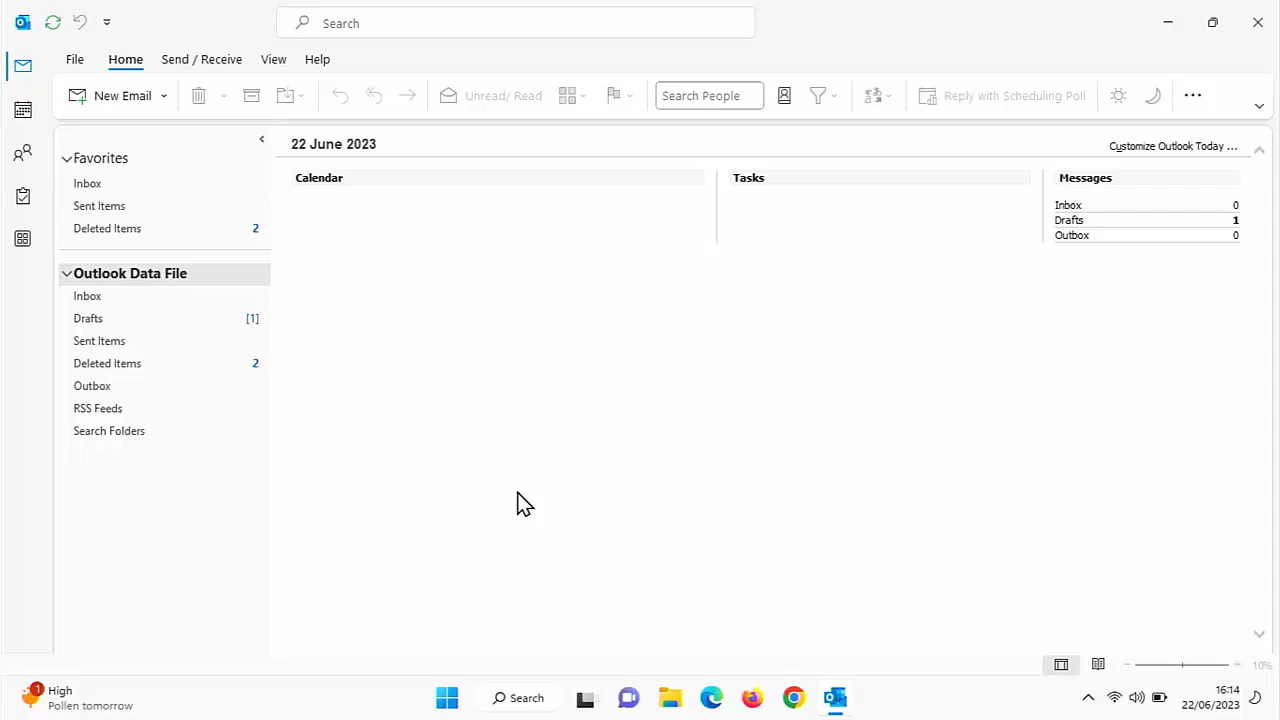 Search
File
Home
Send / Receive
View
Help
New Email
Unread/ Read
Search People
Reply with Scheduling Poll
Favorites
Inbox
Sent Items
Deleted Items 2
Outlook Data File
Inbox
Drafts [1]
Sent Items
Deleted Items 2
Outbox
RSS Feeds
Search Folders
22 June 2023
Customize Outlook Today ...
Calendar
Tasks
Messages
Inbox 0
Drafts 1
Outbox 0
10%
1
High
Pollen tomorrow
Search
16:14
22/06/2023